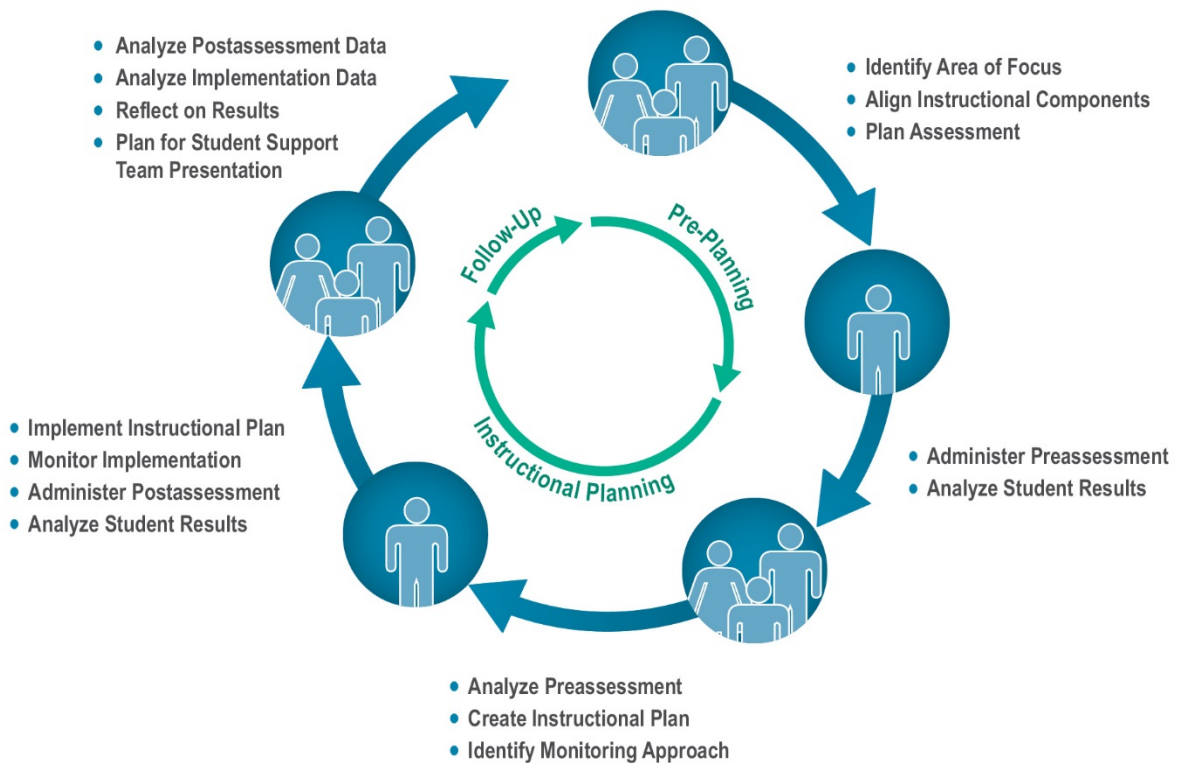 • Analyze Postassessment Data
• Analyze Implementation Data
• Reflect on Results
• Plan for Student Support
Team Presentation
• Identify Area of Focus
• Align Instructional Components
• Plan Assessment
Follow-Up
Pre-Planning
Instructional Planning
• Administer Preassessment
• Analyze Student Results
• Implement Instructional Plan
• Monitor Implementation
• Administer Postassessment
• Analyze Student Results
• Analyze Preassessment
• Create Instructional Plan
• Identify Monitoring Approach